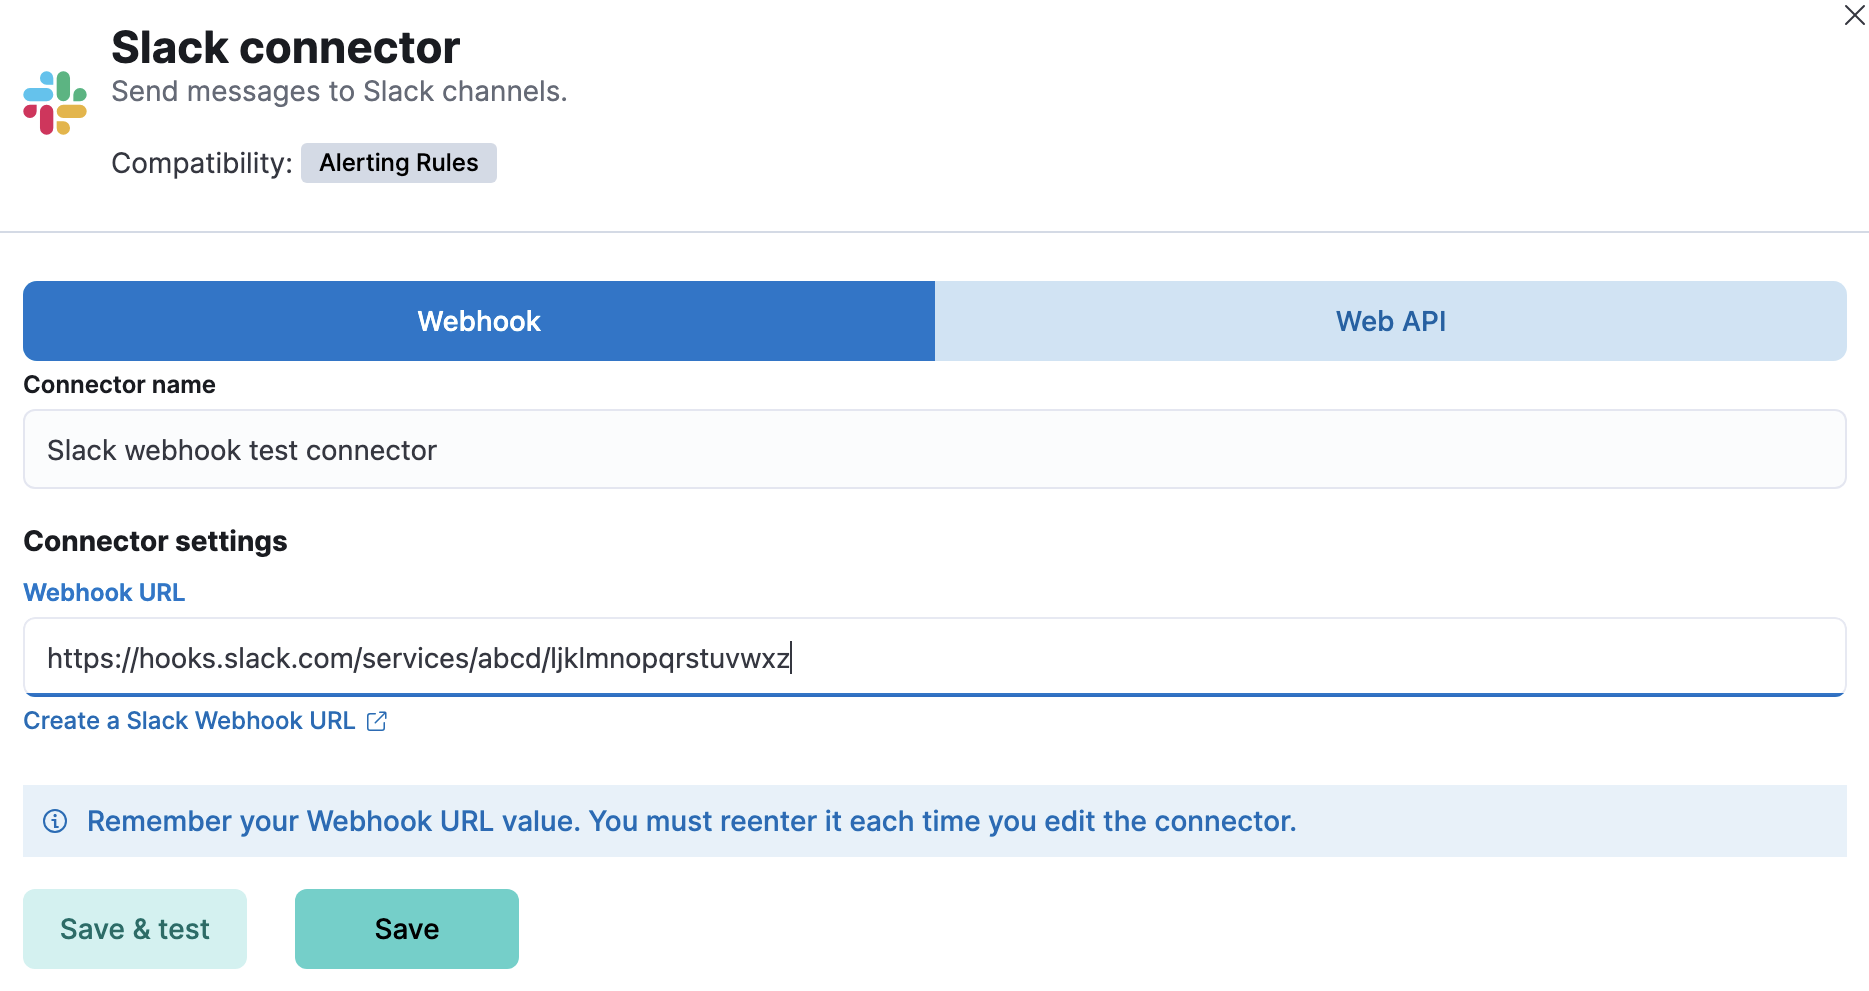 Slack connector
Send messages to Slack channels.
Compatibility: Alerting Rules
Webhook
Web API
Connector name
Slack webhook test connector
Connector settings
Webhook URL
https://hooks.slack.com/services/abcd/ljklmnopqrstuvwxz
Create a Slack Webhook URL
Remember your Webhook URL value. You must reenter it each time you edit the connector.
Save & test
Save